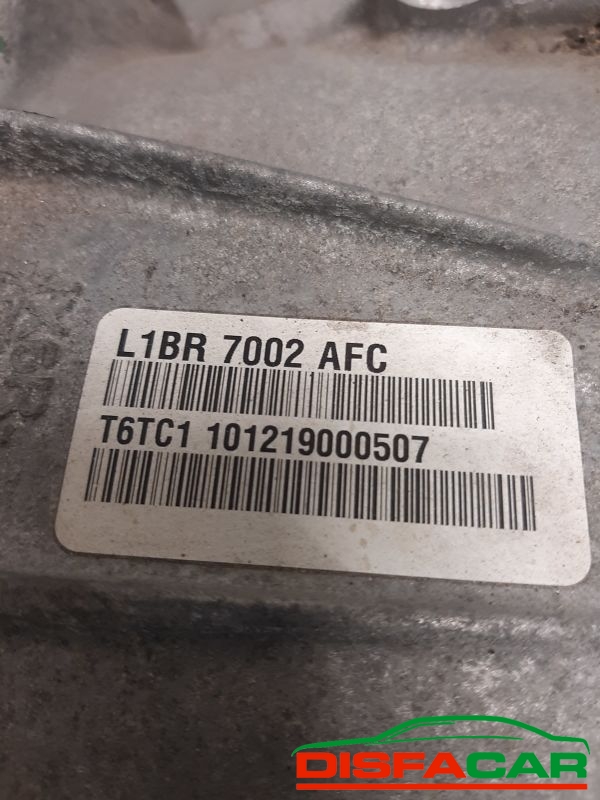 L1BR 7002 AFC
T6TC1 101219000507
DISFACAR